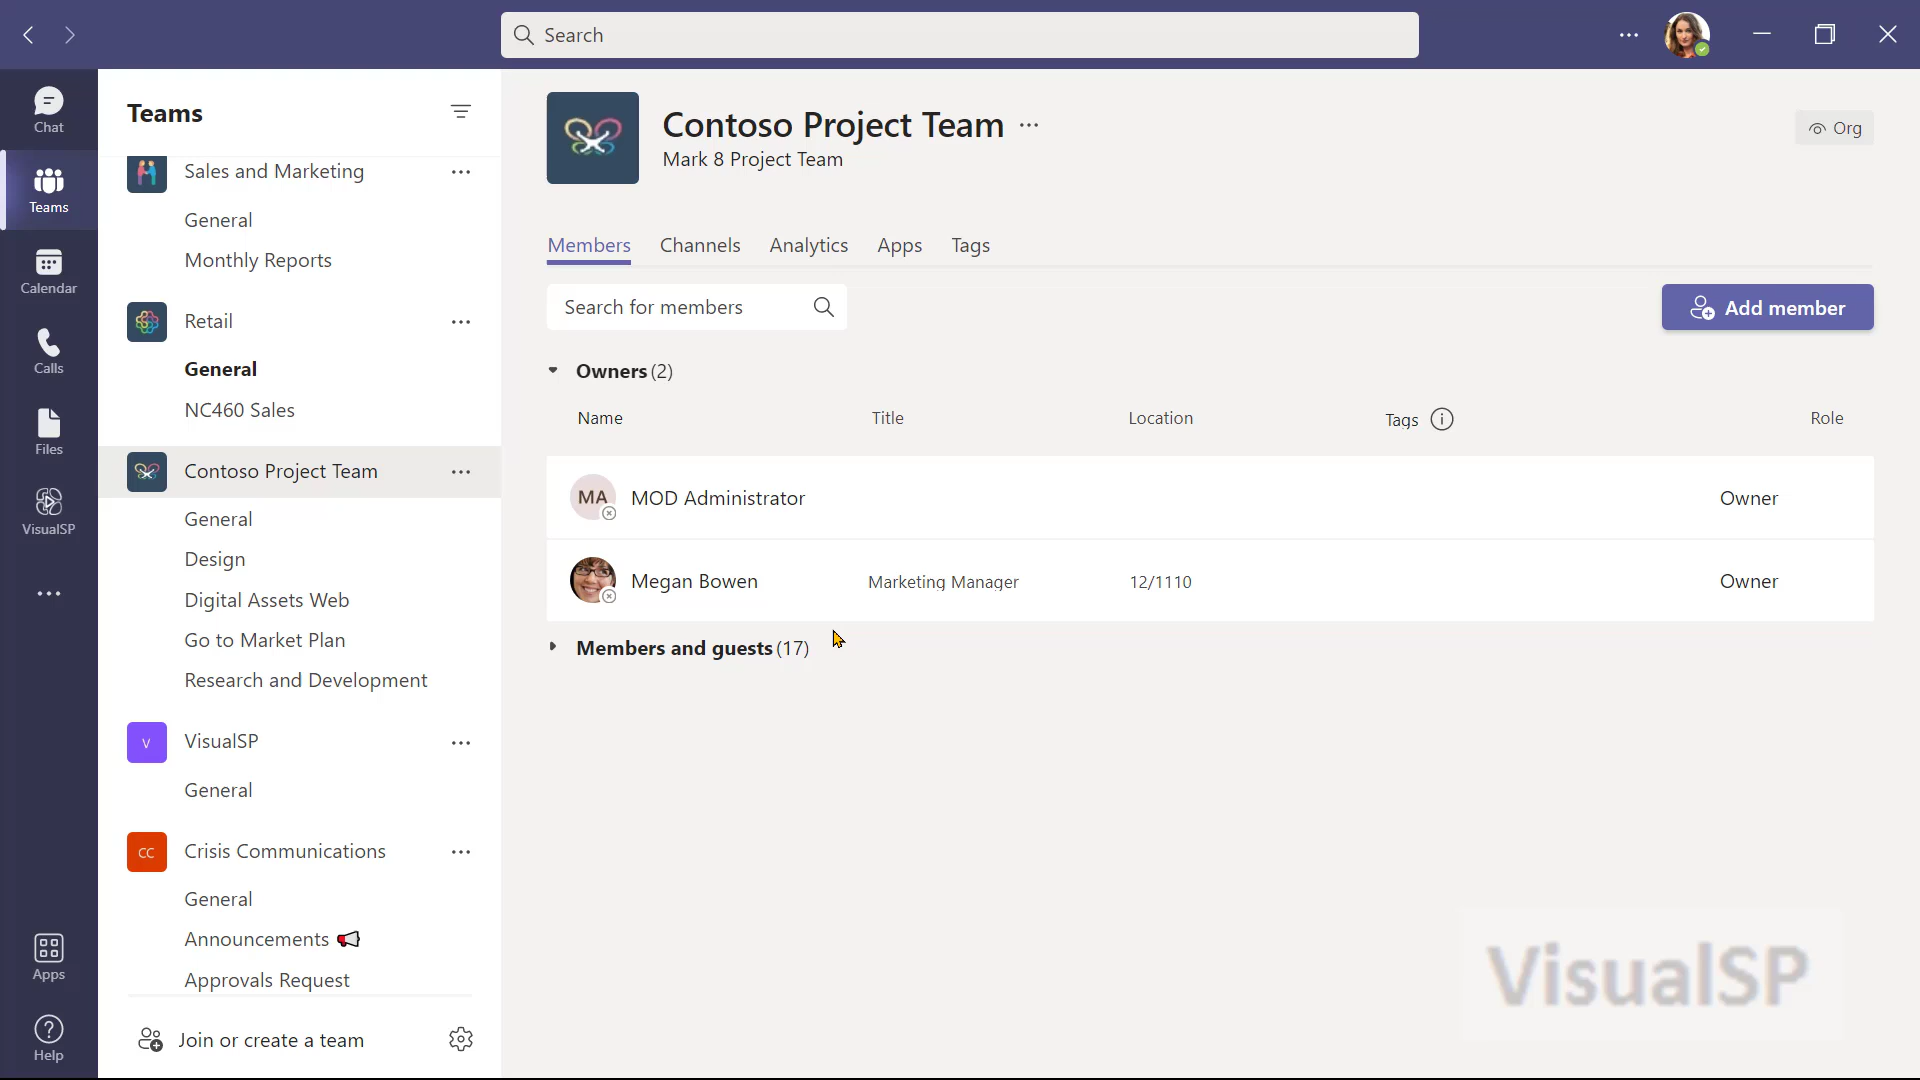 Search
Chat
Teams
Calendar
Calls
Files
VisualSP
Apps
Help
Teams
Sales and Marketing
General
Monthly Reports
Retail
General
NC460 Sales
Contoso Project Team
General
Design
Digital Assets Web
Go to Market Plan
Research and Development
V VisualSP
General
CC Crisis Communications
General
Announcements
Approvals Request
Join or create a team
Contoso Project Team
Mark 8 Project Team
Org
Members Channels Analytics Apps Tags
Search for members
Add member
Owners (2)
Name Title Location Tags Role
MA MOD Administrator Owner
Megan Bowen Marketing Manager 12/1110 Owner
Members and guests (17)
VisualSP